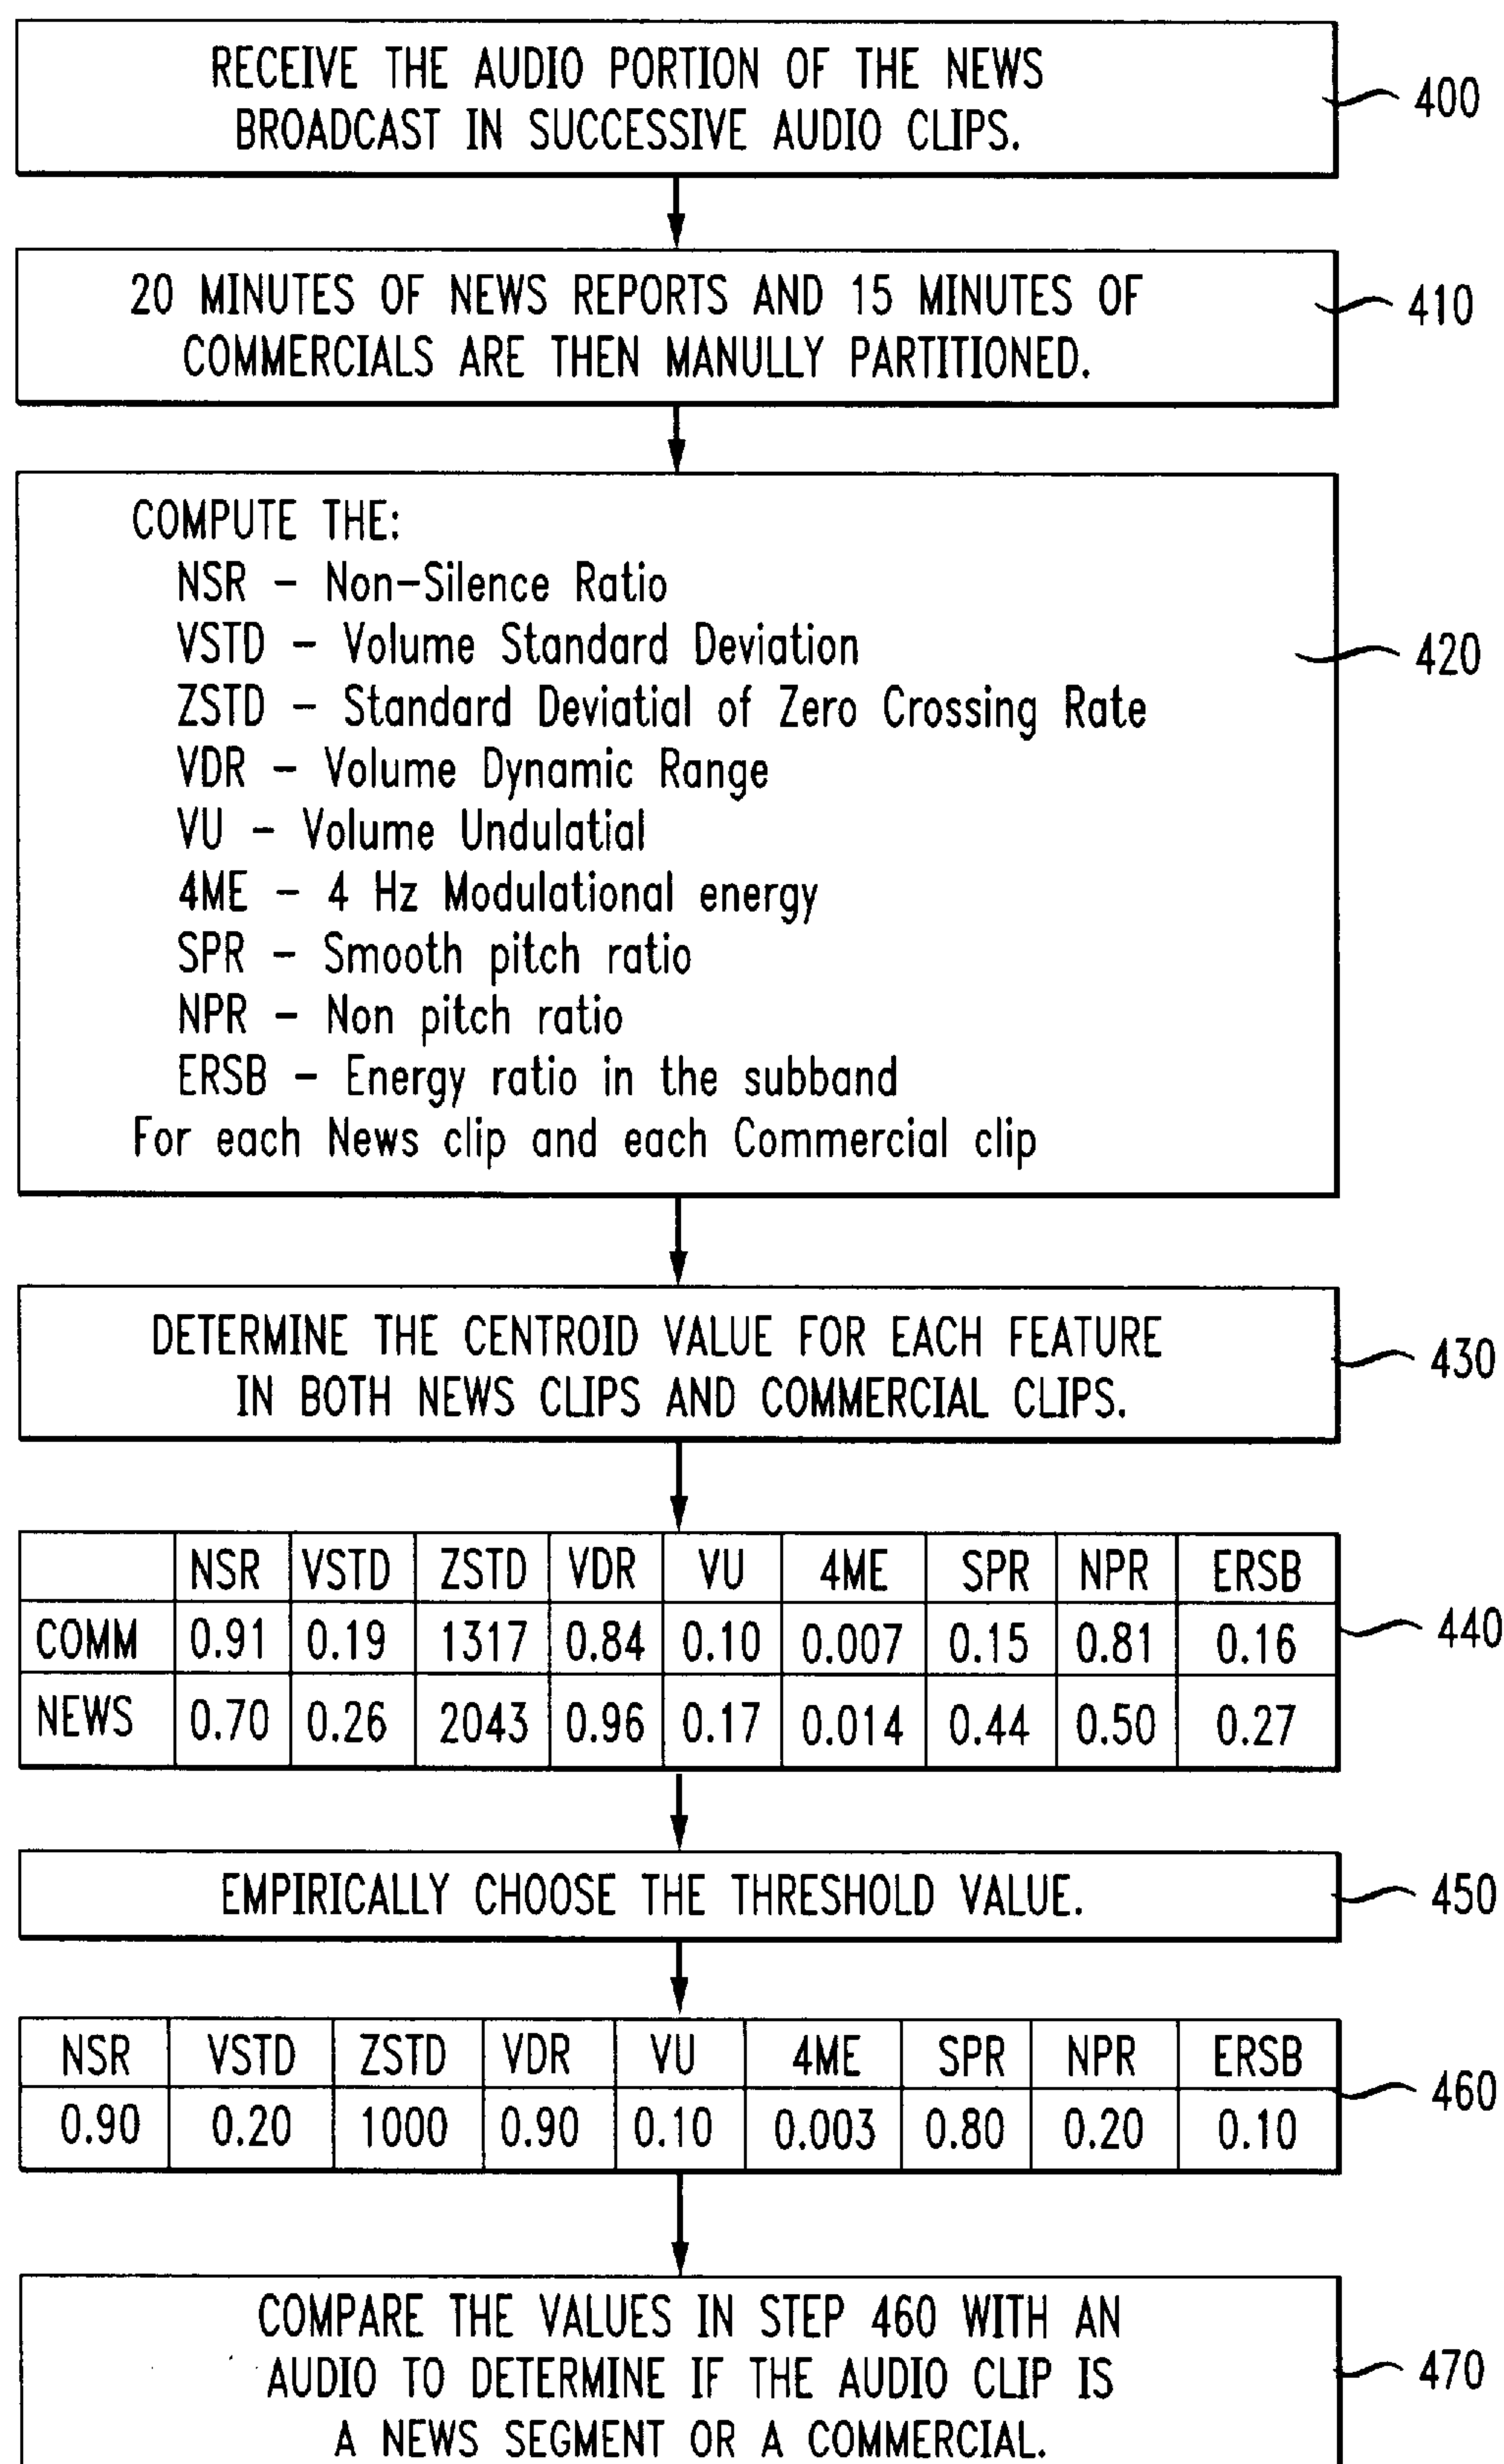 RECEIVE THE AUDIO PORTION OF THE NEWS
BROADCAST IN SUCCESSIVE AUDIO CLIPS.
400
20 MINUTES OF NEWS REPORTS AND 15 MINUTES OF
COMMERCIALS ARE THEN MANULLY PARTITIONED.
410
COMPUTE THE:
NSR – Non–Silence Ratio
VSTD – Volume Standard Deviation
ZSTD – Standard Deviatial of Zero Crossing Rate
VDR – Volume Dynamic Range
VU – Volume Undulatial
4ME – 4 Hz Modulational energy
SPR – Smooth pitch ratio
NPR – Non pitch ratio
ERSB – Energy ratio in the subband
For each News clip and each Commercial clip
420
DETERMINE THE CENTROID VALUE FOR EACH FEATURE
IN BOTH NEWS CLIPS AND COMMERCIAL CLIPS.
430
NSR VSTD ZSTD VDR VU 4ME SPR NPR ERSB
COMM 0.91 0.19 1317 0.84 0.10 0.007 0.15 0.81 0.16
NEWS 0.70 0.26 2043 0.96 0.17 0.014 0.44 0.50 0.27
440
EMPIRICALLY CHOOSE THE THRESHOLD VALUE.
450
NSR VSTD ZSTD VDR VU 4ME SPR NPR ERSB
0.90 0.20 1000 0.90 0.10 0.003 0.80 0.20 0.10
460
COMPARE THE VALUES IN STEP 460 WITH AN
AUDIO TO DETERMINE IF THE AUDIO CLIP IS
A NEWS SEGMENT OR A COMMERCIAL.
470